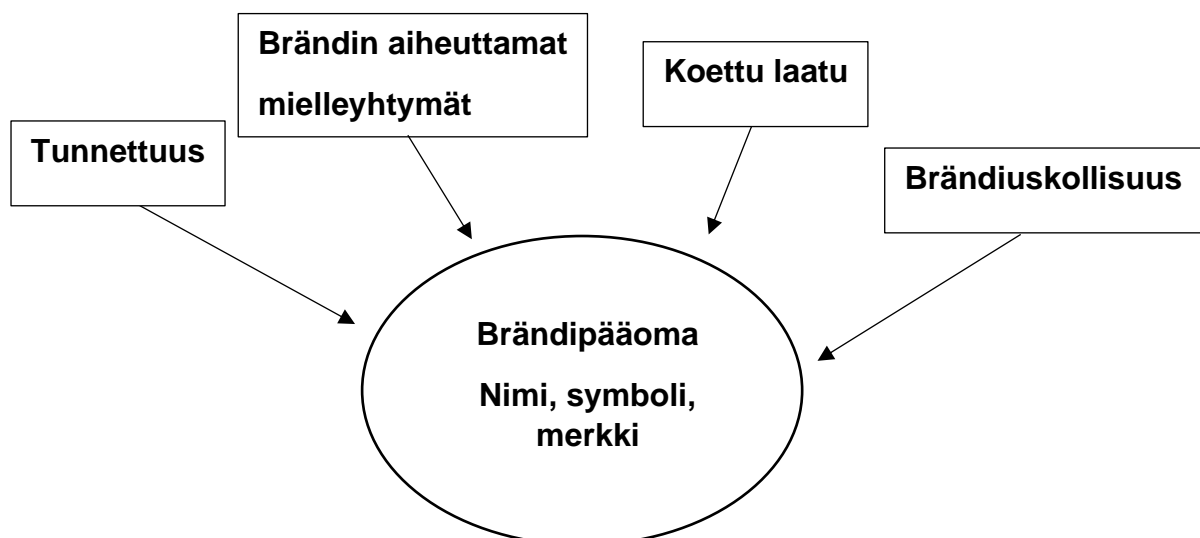 Brändin aiheuttamat
mielleyhtymät
Koettu laatu
Tunnettuus
Brändiuskollisuus
Brändipääoma
Nimi, symboli,
merkki